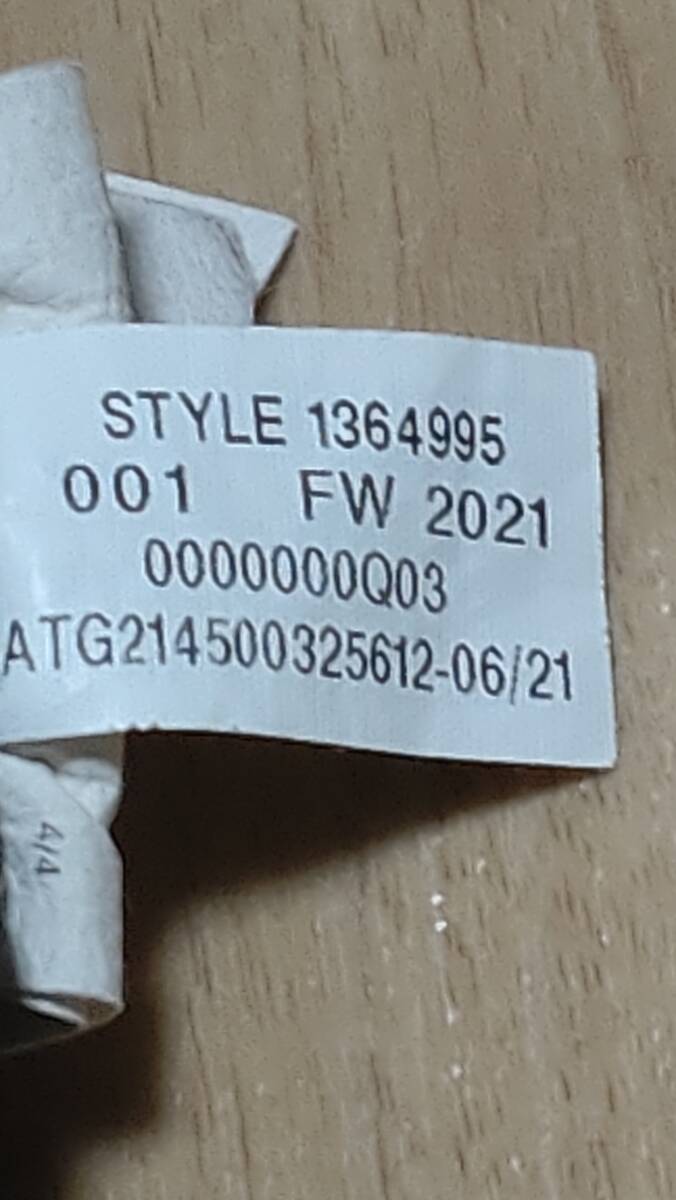 STYLE 1364995
001 FW 2021
0000000Q03
ATG214500325612-06/21
4/4